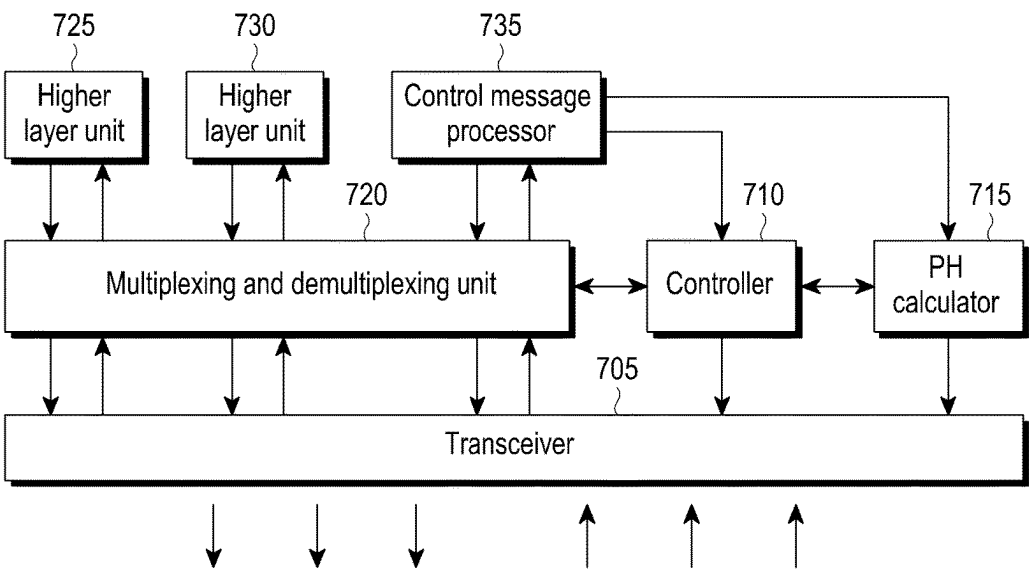 725
730
735
Higher
layer unit
Higher
layer unit
Control message
processor
720
710
715
Multiplexing and demultiplexing unit
Controller
PH
calculator
705
Transceiver